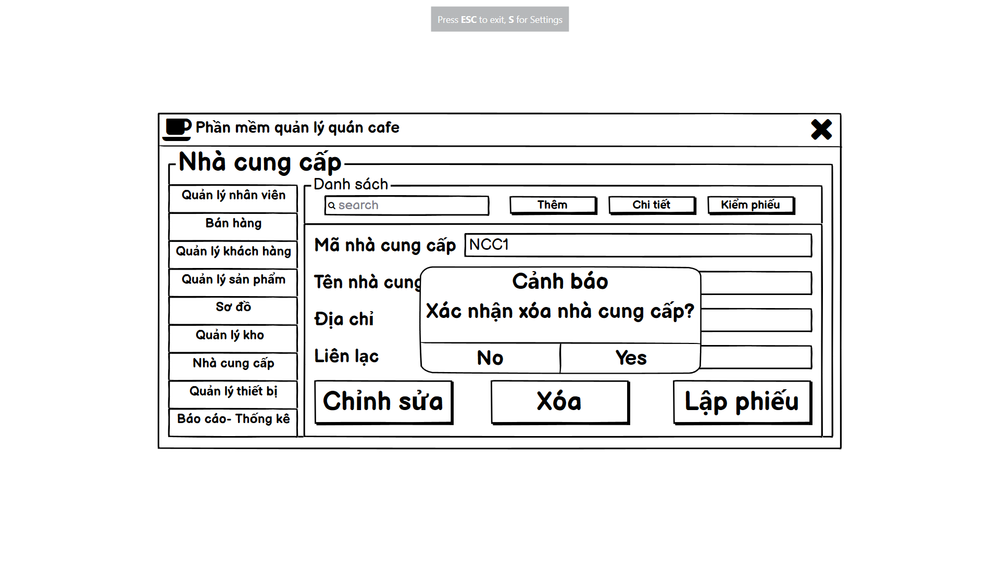 Press ESC to exit, S for Settings
Phần mềm quản lý quán cafe
Nhà cung cấp
Danh sách
search
Thêm
Chi tiết
Kiểm phiếu
Quản lý nhân viên
Bán hàng
Quản lý khách hàng
Quản lý sản phẩm
Sơ đồ
Quản lý kho
Nhà cung cấp
Quản lý thiết bị
Báo cáo- Thống kê
Mã nhà cung cấp
NCC1
Tên nhà cung
Địa chỉ
Liên lạc
Cảnh báo
Xác nhận xóa nhà cung cấp?
No
Yes
Chỉnh sửa
Xóa
Lập phiếu